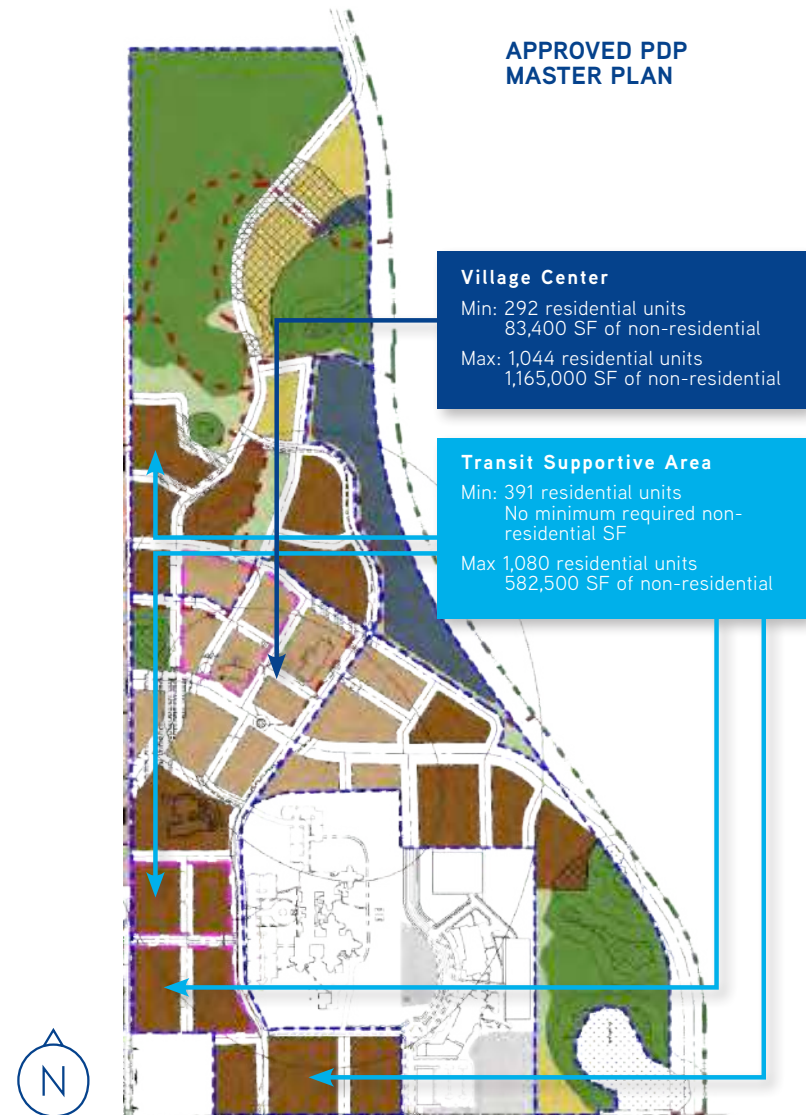 APPROVED PDP
MASTER PLAN
Village Center
Min: 292 residential units
83,400 SF of non-residential
Max: 1,044 residential units
1,165,000 SF of non-residential
Transit Supportive Area
Min: 391 residential units
No minimum required non-
residential SF
Max 1,080 residential units
582,500 SF of non-residential
N